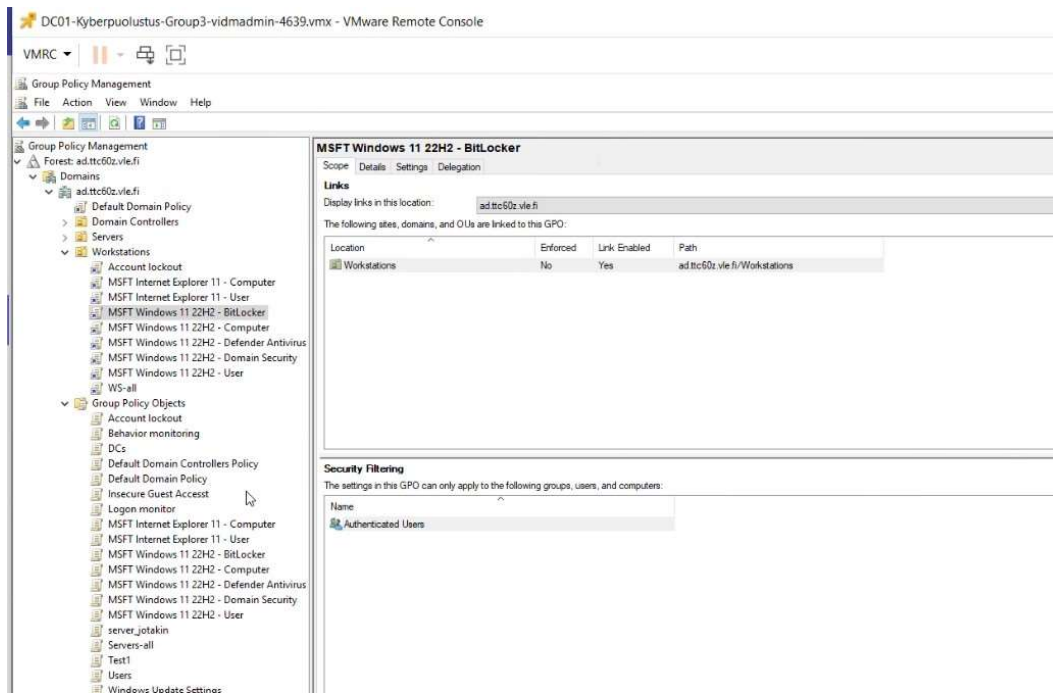 DC01-Kyberpuolustus-Group3-vidmadmin-4639.vmx - VMware Remote Console
VMRC
Group Policy Management
File Action View Window Help
Group Policy Management
Forest: ad.ttc60z.vle.fi
Domains
ad.ttc60z.vle.fi
Default Domain Policy
Domain Controllers
Servers
Workstations
Account lockout
MSFT Internet Explorer 11 - Computer
MSFT Internet Explorer 11 - User
MSFT Windows 11 22H2 - BitLocker
MSFT Windows 11 22H2 - Computer
MSFT Windows 11 22H2 - Defender Antivirus
MSFT Windows 11 22H2 - Domain Security
MSFT Windows 11 22H2 - User
WS-all
Group Policy Objects
Account lockout
Behavior monitoring
DCs
Default Domain Controllers Policy
Default Domain Policy
Insecure Guest Accesst
Logon monitor
MSFT Internet Explorer 11 - Computer
MSFT Internet Explorer 11 - User
MSFT Windows 11 22H2 - BitLocker
MSFT Windows 11 22H2 - Computer
MSFT Windows 11 22H2 - Defender Antivirus
MSFT Windows 11 22H2 - Domain Security
MSFT Windows 11 22H2 - User
server_jotakin
Servers-all
Test1
Users
Windows Update Settings
MSFT Windows 11 22H2 - BitLocker
Scope Details Settings Delegation
Links
Display links in this location: ad.ttc60z.vle.fi
The following sites, domains, and OUs are linked to this GPO:
Location Enforced Link Enabled Path
Workstations No Yes ad.ttc60z.vle.fi/Workstations
Security Filtering
The settings in this GPO can only apply to the following groups, users, and computers:
Name
Authenticated Users